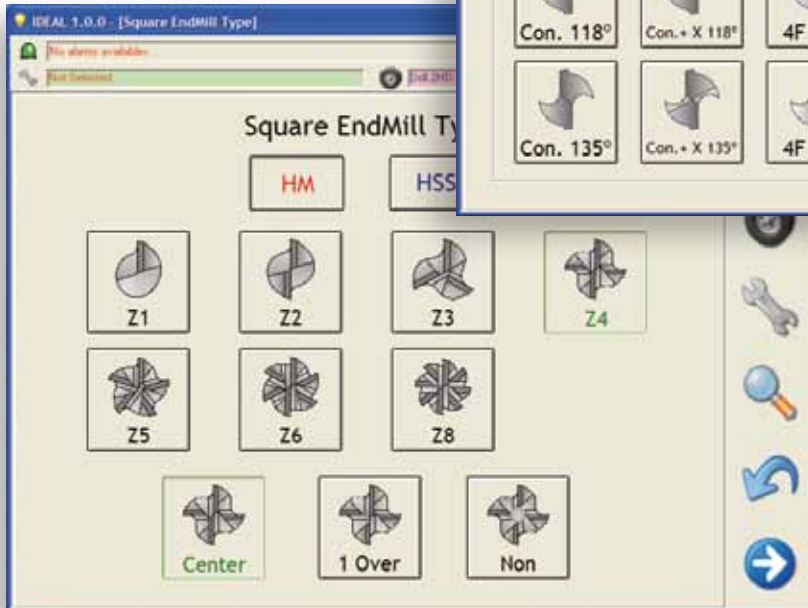 IDEAL 1.0.0 - [Square EndMill Type]
No alarms available.
Not Selected
Square EndMill Ty
HM
HSS
Z1
Z2
Z3
Z4
Z5
Z6
Z8
Center
1 Over
Non
Con. 118°
Con.+ X 118°
4F
Con. 135°
Con.+ X 135°
4F